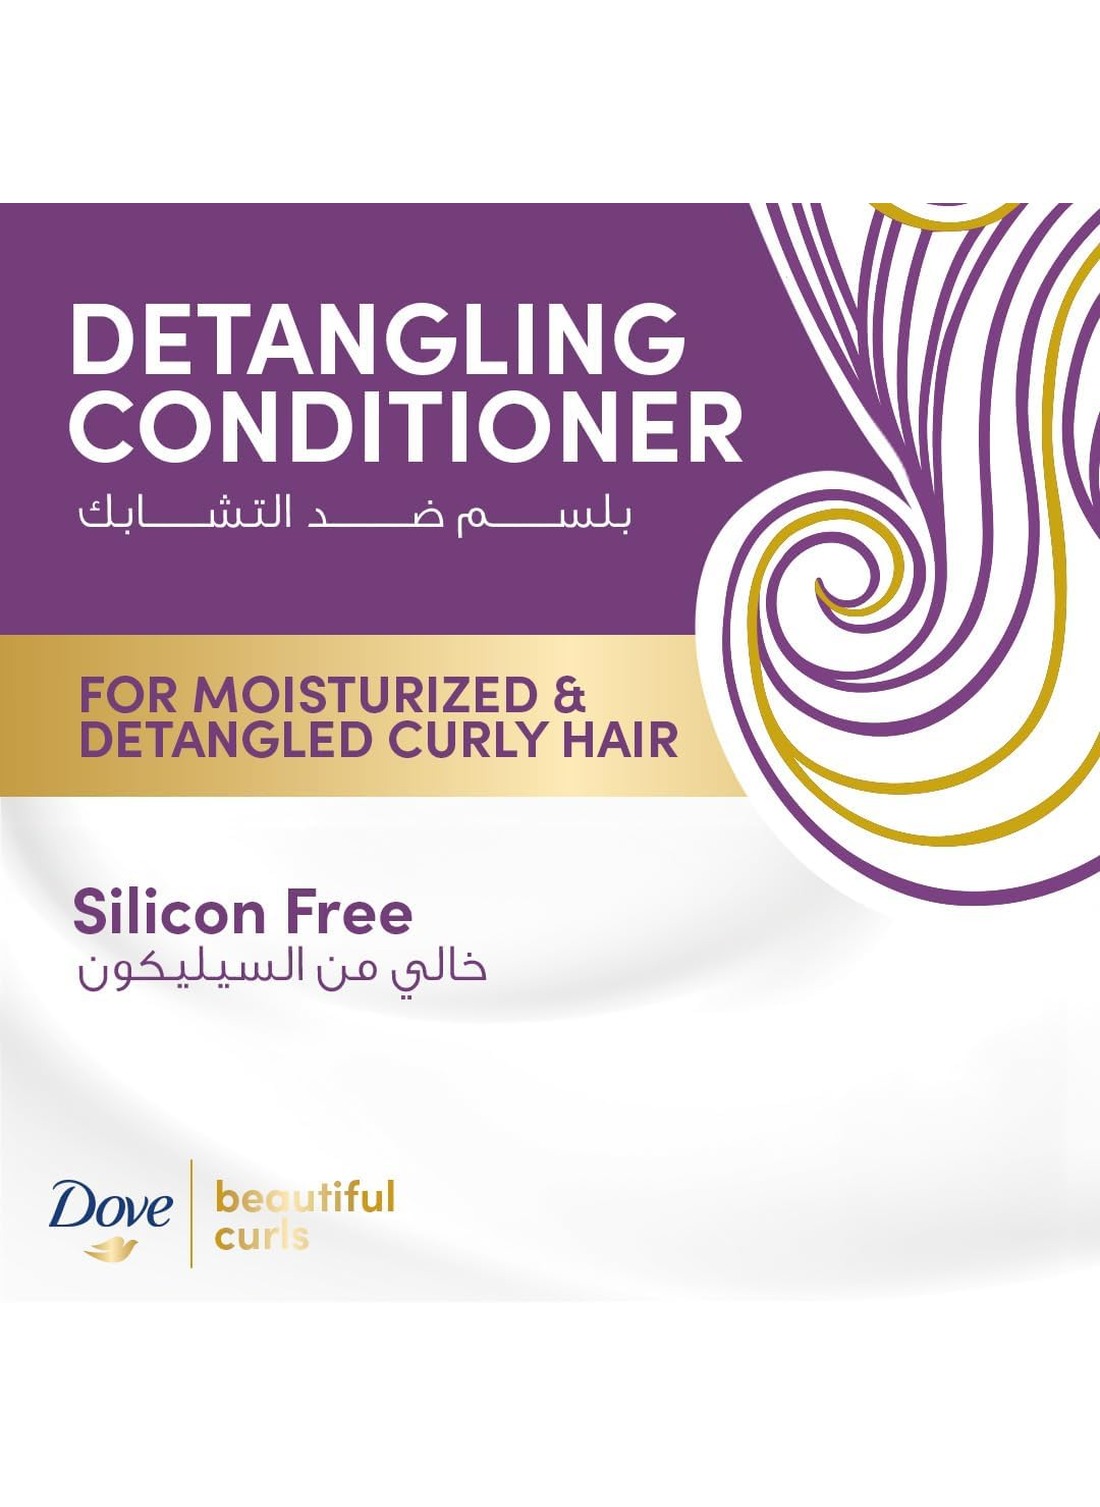 DETANGLING
CONDITIONER
بلســـم ضـــد التشـــابك
FOR MOISTURIZED &
DETANGLED CURLY HAIR
Silicon Free
خالي من السيليكون
Dove
beautiful
curls